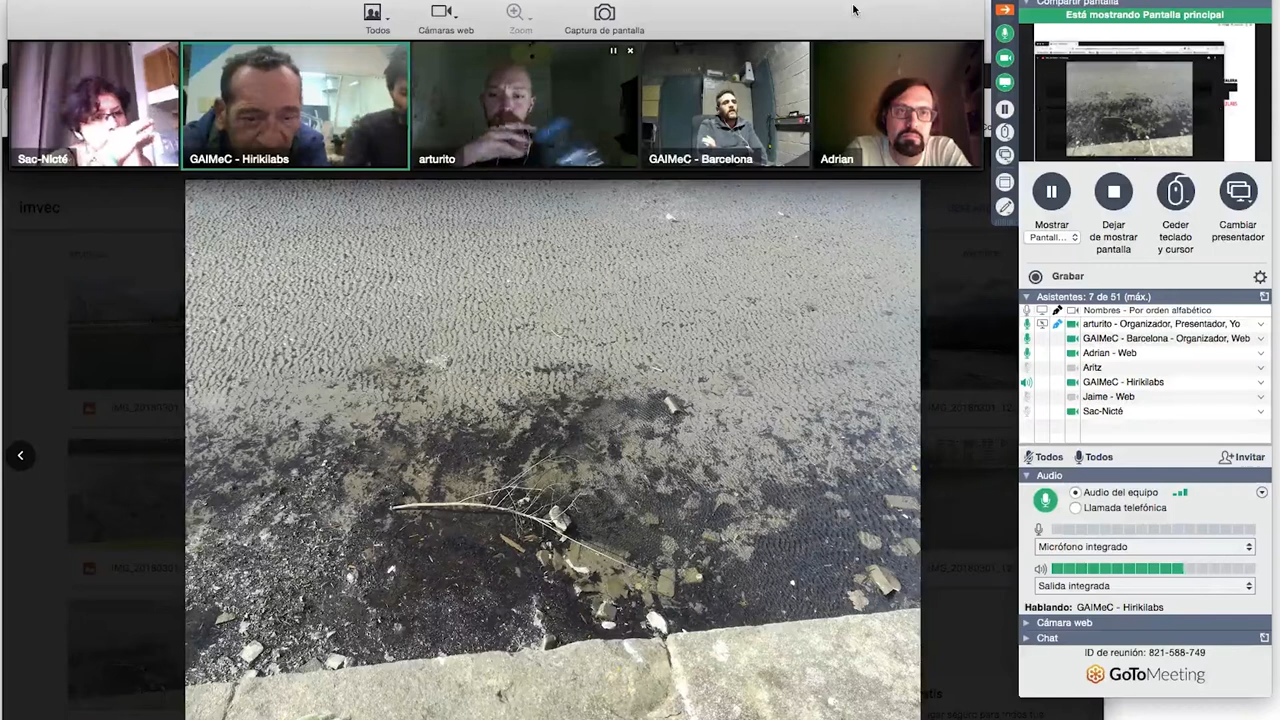 Todos
Cámaras web
Zoom
Captura de pantalla
Sac-Nicté
GAIMeC - Hirikilabs
arturito
GAIMeC - Barcelona
Adrian
imvec
Compartir pantalla
Está mostrando Pantalla principal
Mostrar
Pantall...
Dejar
de mostrar
pantalla
Ceder
teclado
y cursor
Cambiar
presentador
Grabar
Asistentes: 7 de 51 (máx.)
Nombres - Por orden alfabético
arturito - Organizador, Presentador, Yo
GAIMeC - Barcelona - Organizador, Web
Adrian - Web
Aritz
GAIMeC - Hirikilabs
Jaime - Web
Sac-Nicté
Todos
Todos
Invitar
Audio
Audio del equipo
Llamada telefónica
Micrófono integrado
Salida integrada
Hablando: GAIMeC - Hirikilabs
Cámara web
Chat
ID de reunión: 821-588-749
GoToMeeting